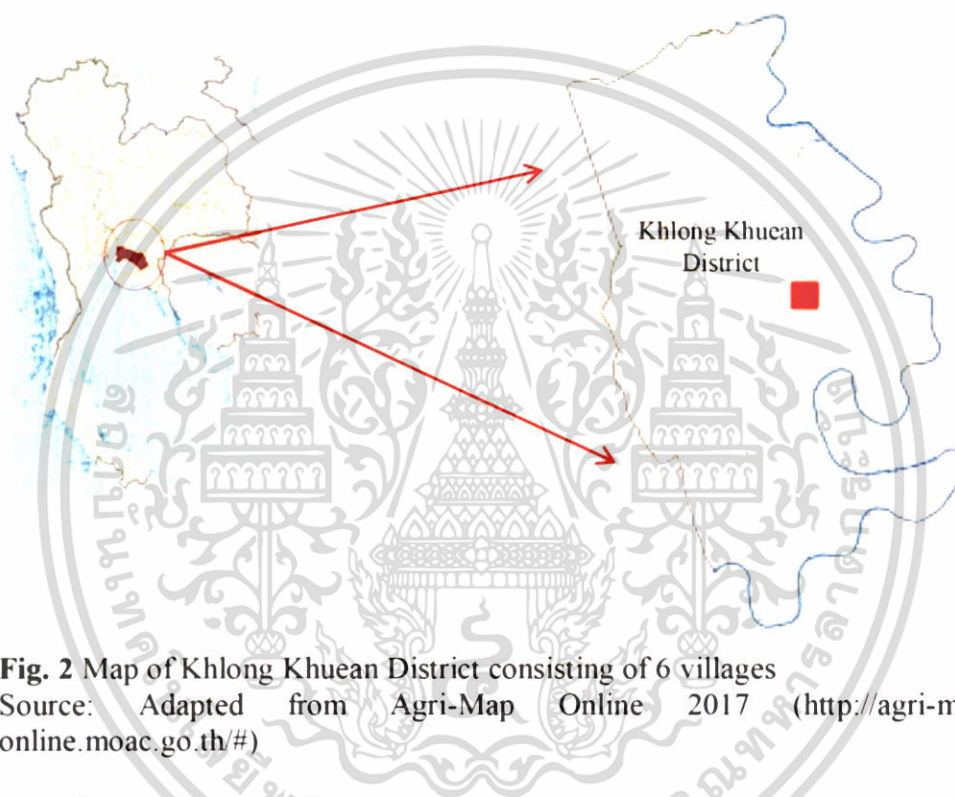 Khlong Khuean
District
Fig. 2 Map of Khlong Khuean District consisting of 6 villages
Source: Adapted from Agri-Map Online 2017 (http://agri-m
online.moac.go.th/#)